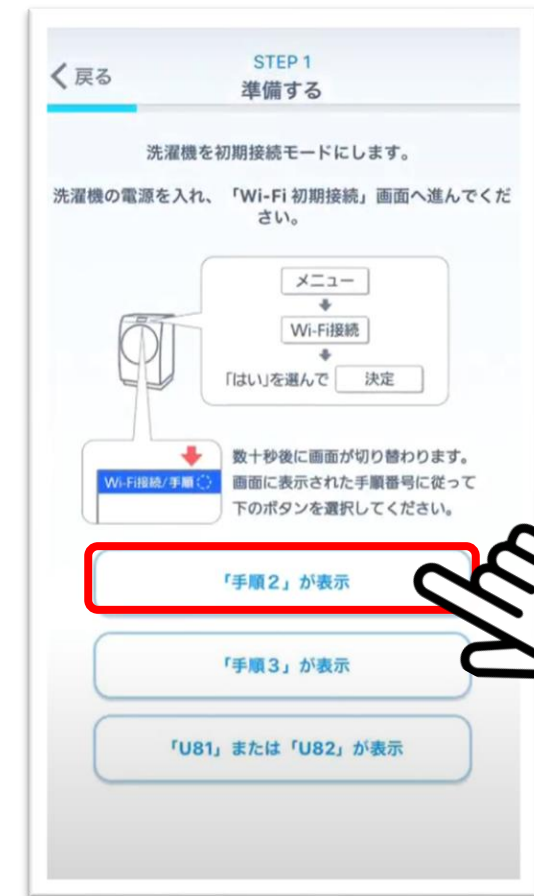 戻る
STEP 1
準備する
洗濯機を初期接続モードにします。
洗濯機の電源を入れ、「Wi-Fi 初期接続」画面へ進んでくだ
さい。
メニュー
Wi-Fi接続
「はい」を選んで 決定
Wi-Fi接続/手順
数十秒後に画面が切り替わります。
画面に表示された手順番号に従って
下のボタンを選択してください。
「手順２」が表示
「手順３」が表示
「U81」または「U82」が表示